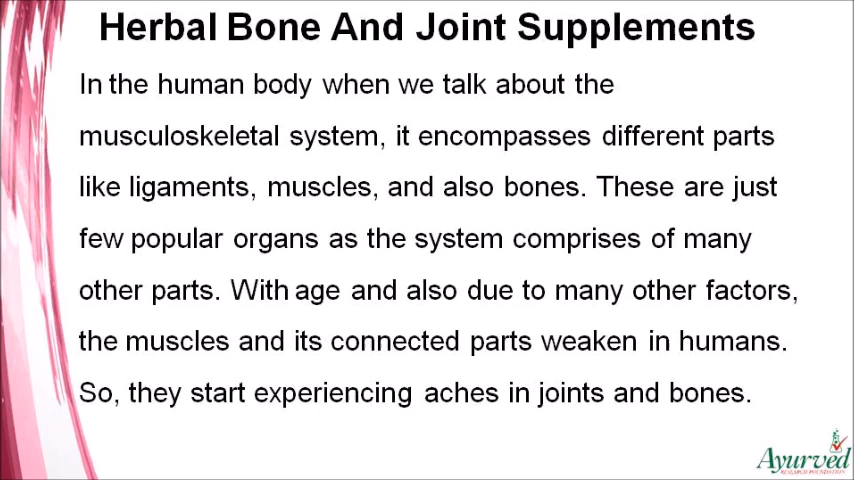 Herbal Bone And Joint Supplements
In the human body when we talk about the
musculoskeletal system, it encompasses different parts
like ligaments, muscles, and also bones. These are just
few popular organs as the system comprises of many
other parts. With age and also due to many other factors,
the muscles and its connected parts weaken in humans.
So, they start experiencing aches in joints and bones.
Ayurved
RESEARCH FOUNDATION